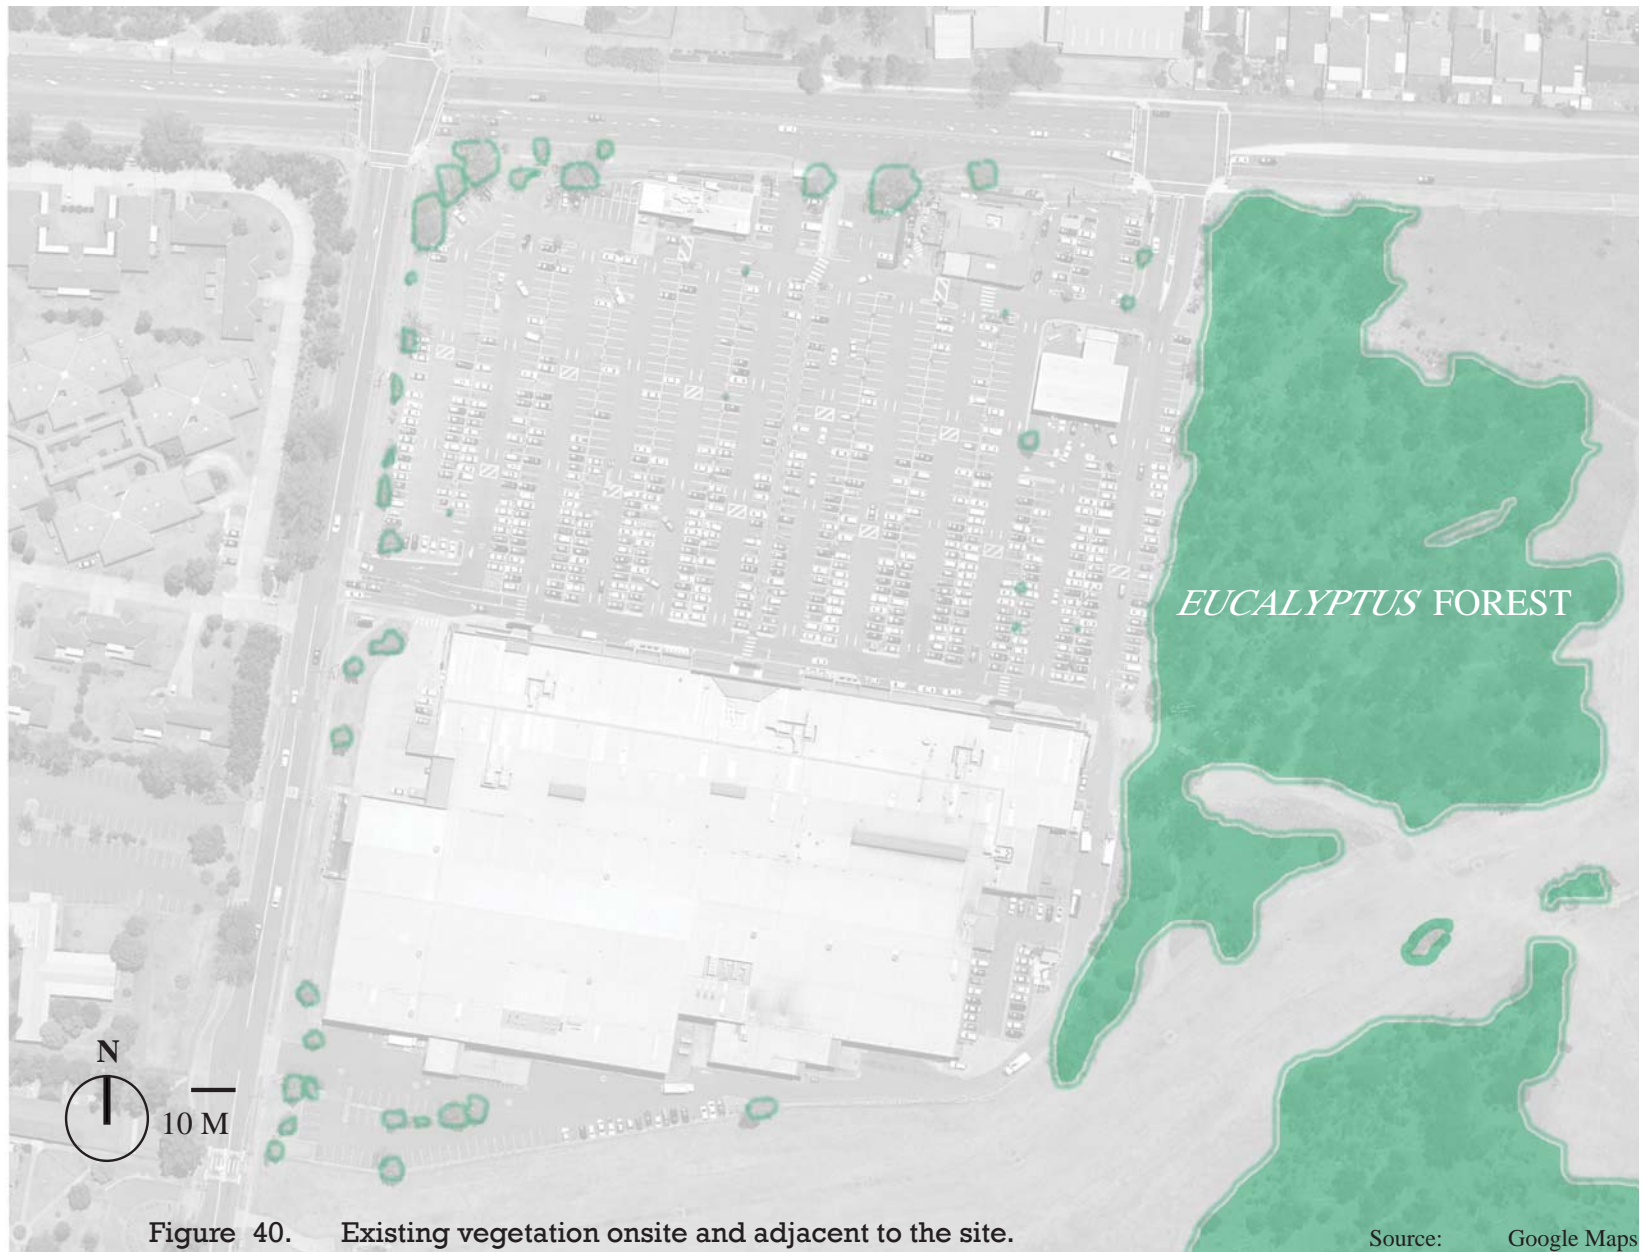 EUCALYPTUS FOREST
N
10 M
Figure 40. Existing vegetation onsite and adjacent to the site.
Source: Google Maps